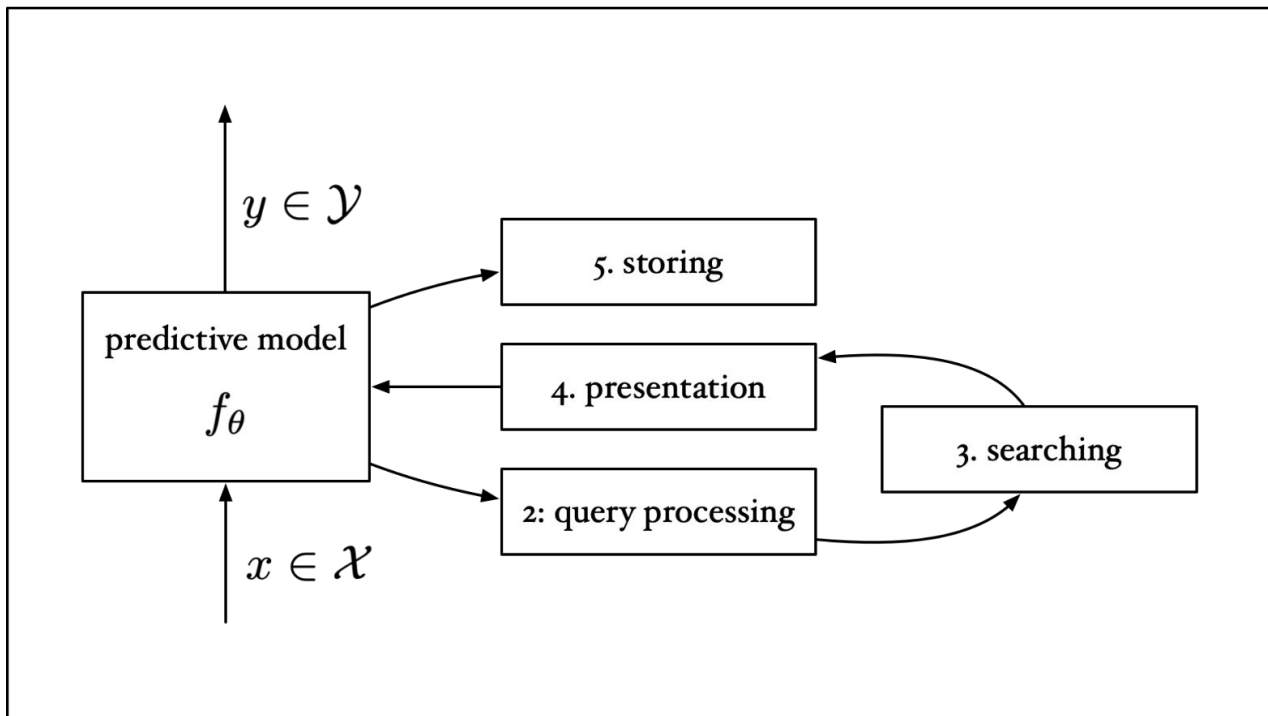 y ∈ 𝒴
5. storing
predictive model
f_θ
4. presentation
3. searching
2: query processing
x ∈ 𝒳